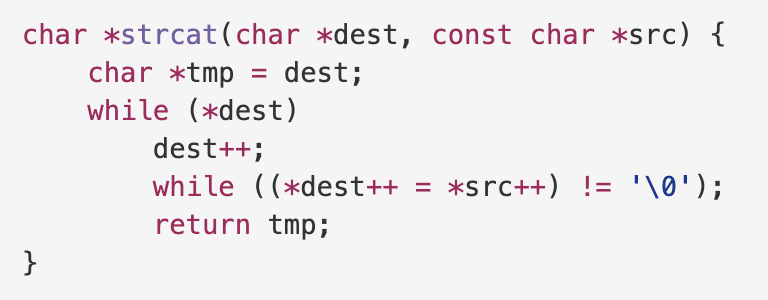 char *strcat(char *dest, const char *src) {
    char *tmp = dest;
    while (*dest)
        dest++;
        while ((*dest++ = *src++) != '\0');
        return tmp;
}